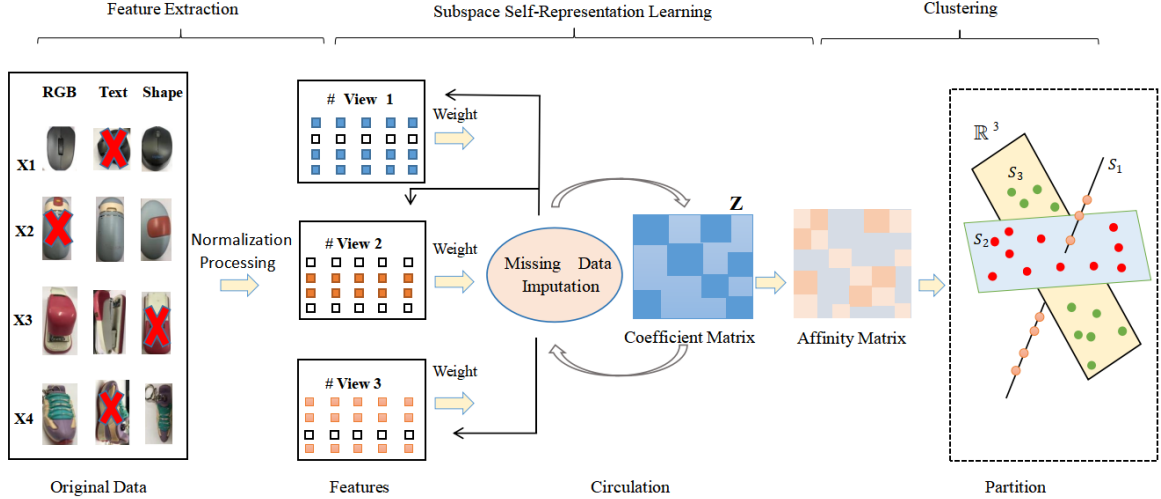 Feature Extraction
Subspace Self-Representation Learning
Clustering
RGB Text Shape
X1
X2
X3
X4
Normalization
Processing
# View 1
Weight
# View 2
Weight
# View 3
Weight
Missing Data
Imputation
Z
Coefficient Matrix
Affinity Matrix
ℝ 3
S1
S3
S2
Original Data
Features
Circulation
Partition